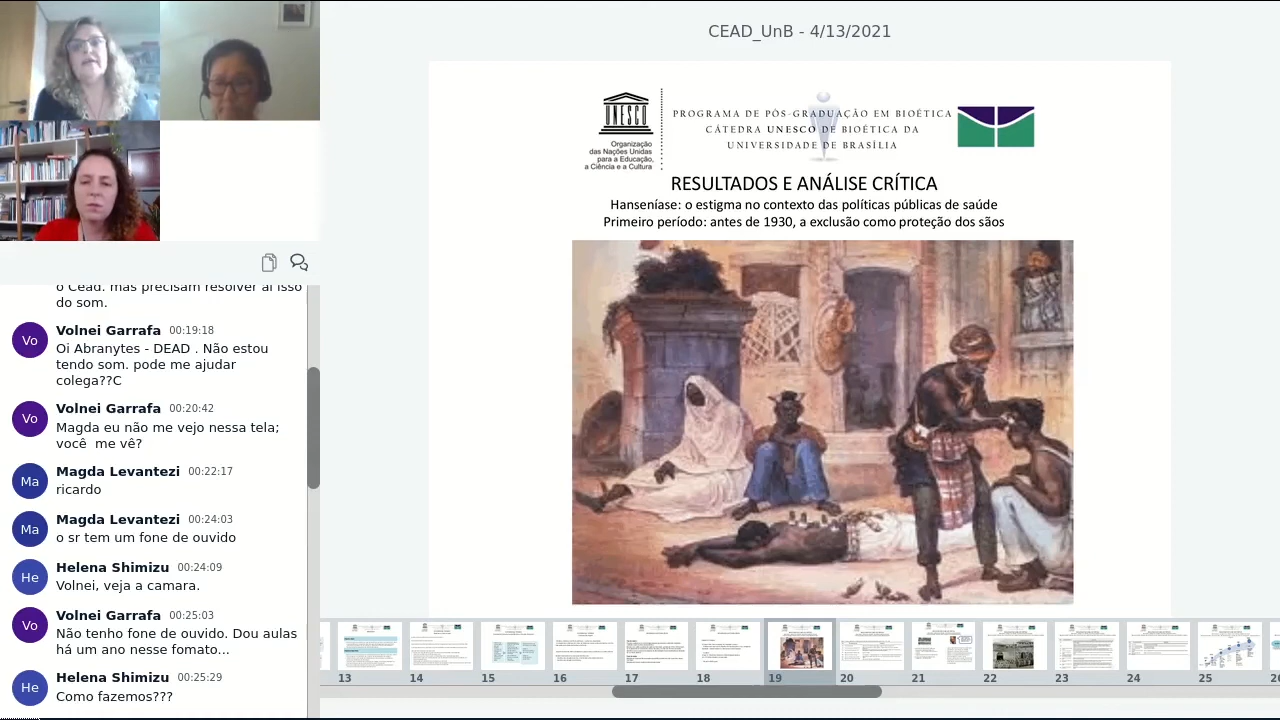 CEAD_UnB - 4/13/2021
UNESCO
Organização
das Nações Unidas
para a Educação,
a Ciência e a Cultura
PROGRAMA DE PÓS-GRADUAÇÃO EM BIOÉTICA
CÁTEDRA UNESCO DE BIOÉTICA DA
UNIVERSIDADE DE BRASÍLIA
RESULTADOS E ANÁLISE CRÍTICA
Hanseníase: o estigma no contexto das políticas públicas de saúde
Primeiro período: antes de 1930, a exclusão como proteção dos sãos
o Cead. mas precisam resolver aí isso
do som.
Vo
Volnei Garrafa 00:19:18
Oi Abranytes - DEAD . Não estou
tendo som. pode me ajudar
colega??C
Vo
Volnei Garrafa 00:20:42
Magda eu não me vejo nessa tela;
você me vê?
Ma
Magda Levantezi 00:22:17
ricardo
Ma
Magda Levantezi 00:24:03
o sr tem um fone de ouvido
He
Helena Shimizu 00:24:09
Volnei, veja a camara.
Vo
Volnei Garrafa 00:25:03
Não tenho fone de ouvido. Dou aulas
há um ano nesse formato...
He
Helena Shimizu 00:25:29
Como fazemos???
13 14 15 16 17 18 19 20 21 22 23 24 25 26